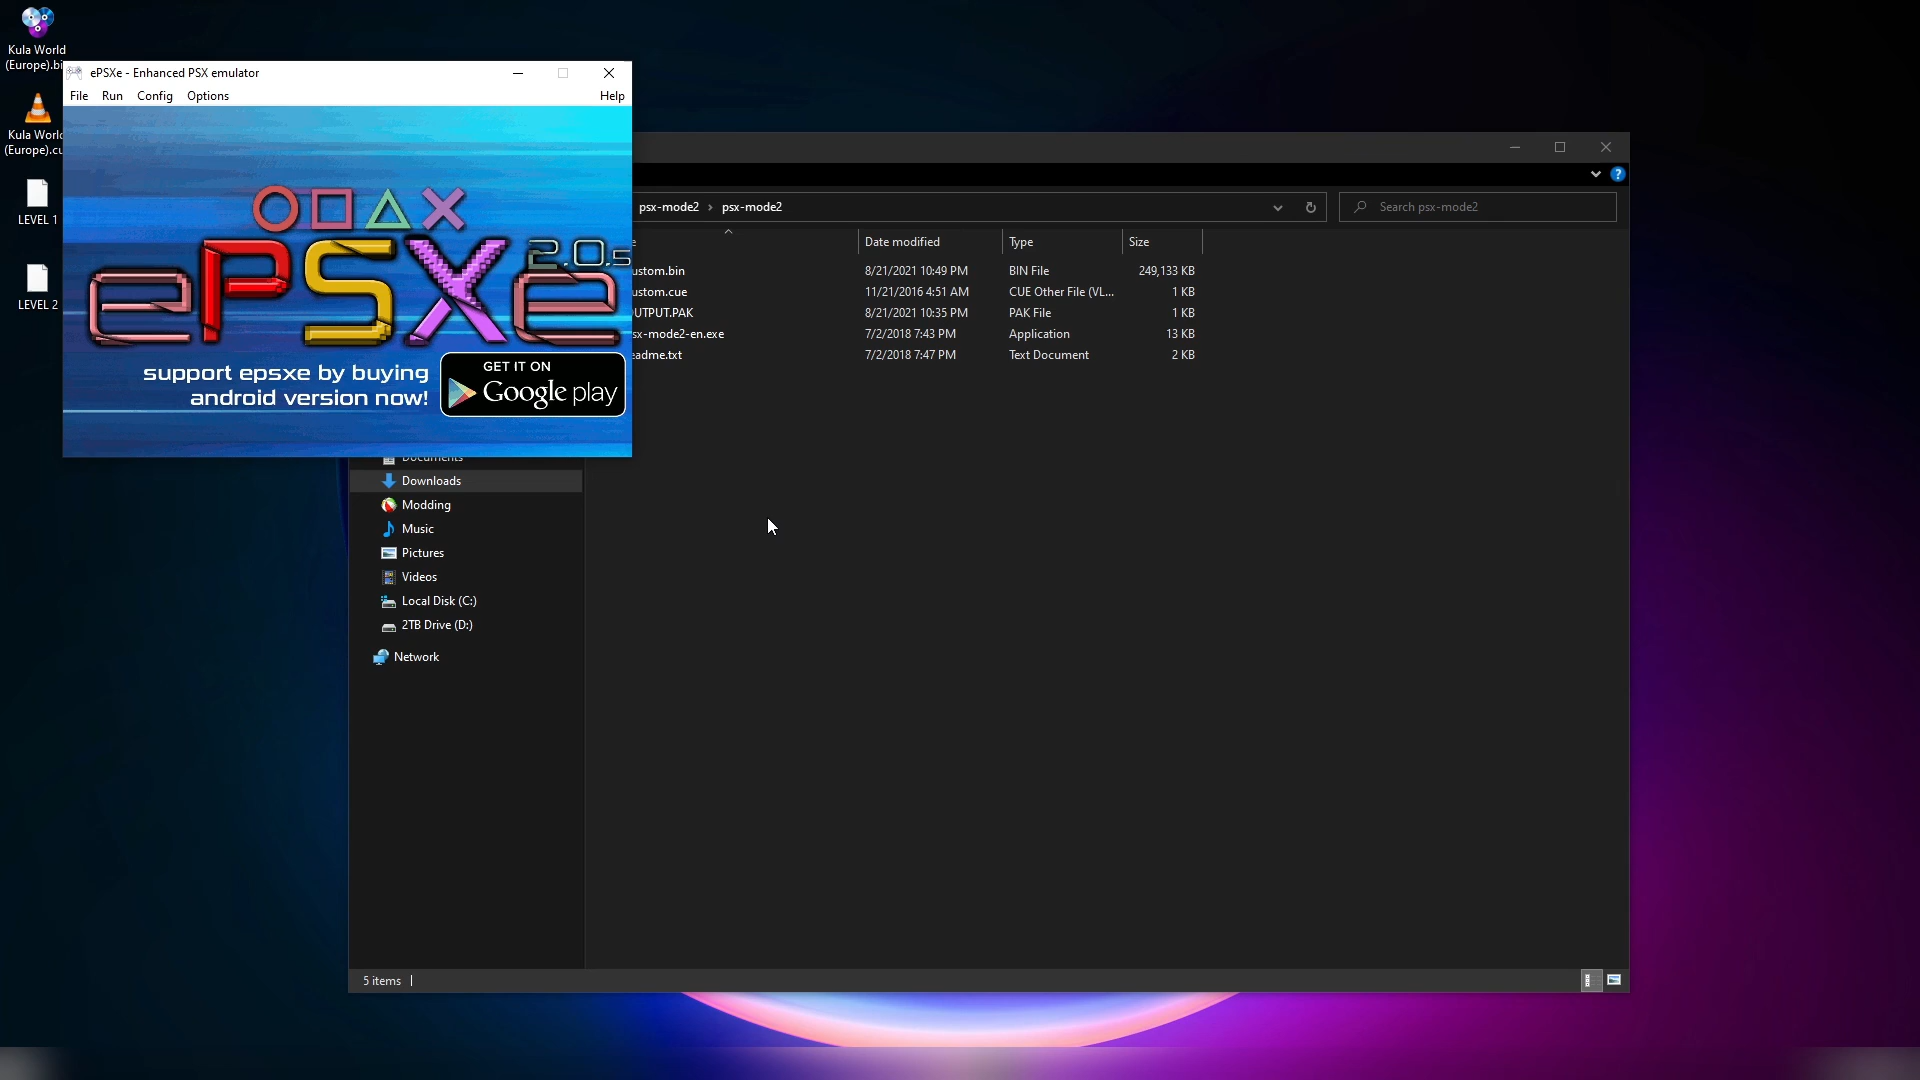 Kula World
(Europe).bi
Kula World
(Europe).cu
LEVEL 1
LEVEL 2
ePSXe - Enhanced PSX emulator
File Run Config Options Help
ePSXe
2.0.5
support epsxe by buying
android version now!
GET IT ON
Google play
psx-mode2 > psx-mode2
Search psx-mode2
e Date modified Type Size
ustom.bin 8/21/2021 10:49 PM BIN File 249,133 KB
ustom.cue 11/21/2016 4:51 AM CUE Other File (VL... 1 KB
UTPUT.PAK 8/21/2021 10:35 PM PAK File 1 KB
sx-mode2-en.exe 7/2/2018 7:43 PM Application 13 KB
eadme.txt 7/2/2018 7:47 PM Text Document 2 KB
Documents
Downloads
Modding
Music
Pictures
Videos
Local Disk (C:)
2TB Drive (D:)
Network
5 items